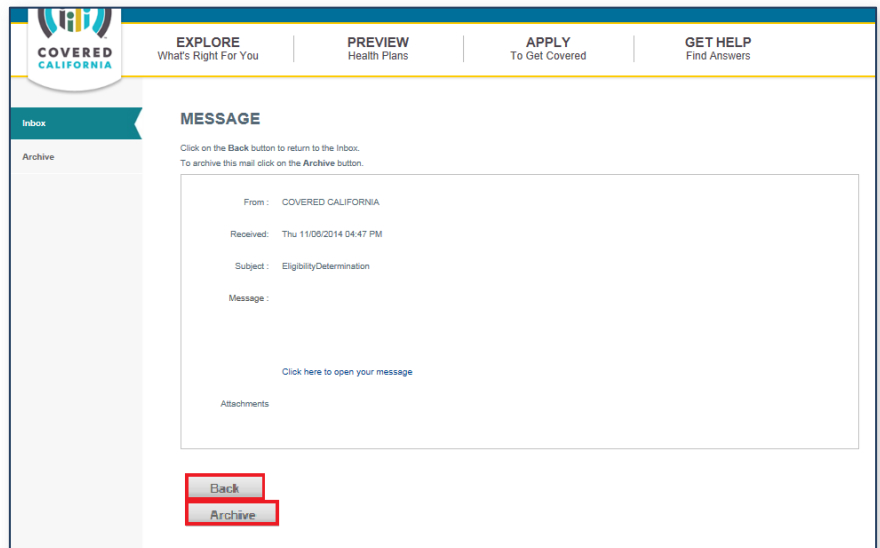 COVERED
CALIFORNIA
EXPLORE
What's Right For You
PREVIEW
Health Plans
APPLY
To Get Covered
GET HELP
Find Answers
Inbox
Archive
MESSAGE
Click on the Back button to return to the Inbox.
To archive this mail click on the Archive button.
From : COVERED CALIFORNIA
Received: Thu 11/06/2014 04:47 PM
Subject : EligibilityDetermination
Message :
Click here to open your message
Attachments
Back
Archive